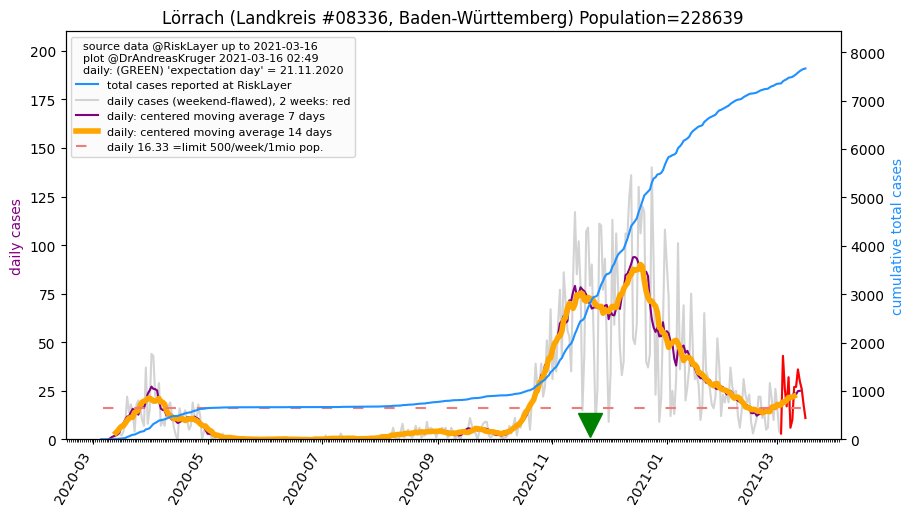 Lörrach (Landkreis #08336, Baden-Württemberg) Population=228639
source data @RiskLayer up to 2021-03-16
plot @DrAndreasKruger 2021-03-16 02:49
daily: (GREEN) 'expectation day' = 21.11.2020
total cases reported at RiskLayer
daily cases (weekend-flawed), 2 weeks: red
daily: centered moving average 7 days
daily: centered moving average 14 days
daily 16.33 =limit 500/week/1mio pop.
daily cases
200
175
150
125
100
75
50
25
0
cumulative total cases
8000
7000
6000
5000
4000
3000
2000
1000
0
2020-03
2020-05
2020-07
2020-09
2020-11
2021-01
2021-03